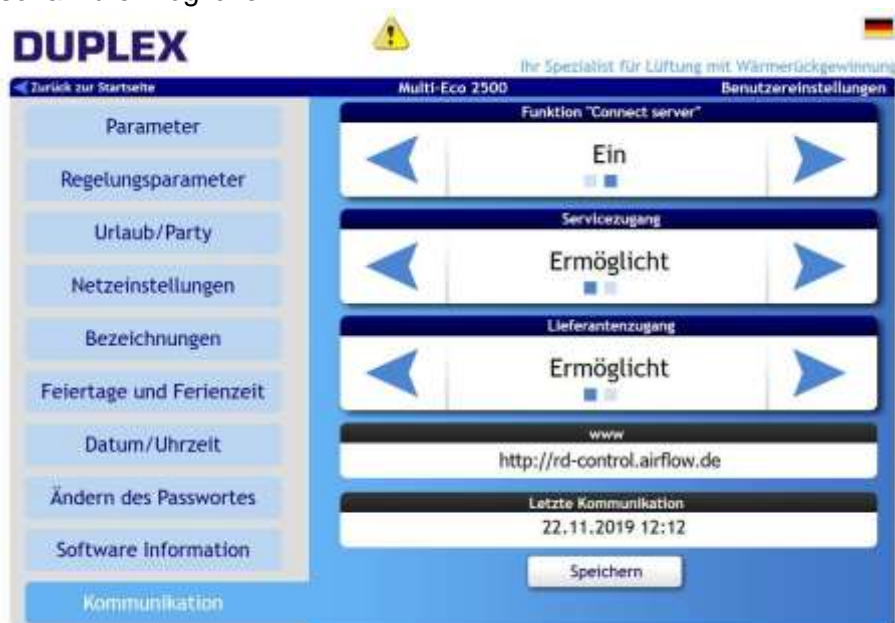 DUPLEX
Ihr Spezialist für Lüftung mit Wärmerückgewinnung
Zurück zur Startseite
Multi-Eco 2500
Benutzereinstellungen
Parameter
Regelungsparameter
Urlaub/Party
Netzeinstellungen
Bezeichnungen
Feiertage und Ferienzeit
Datum/Uhrzeit
Ändern des Passwortes
Software Information
Kommunikation
Funktion "Connect server"
Ein
Servicezugang
Ermöglicht
Lieferantenzugang
Ermöglicht
www
http://rd-control.airflow.de
Letzte Kommunikation
22.11.2019 12:12
Speichern